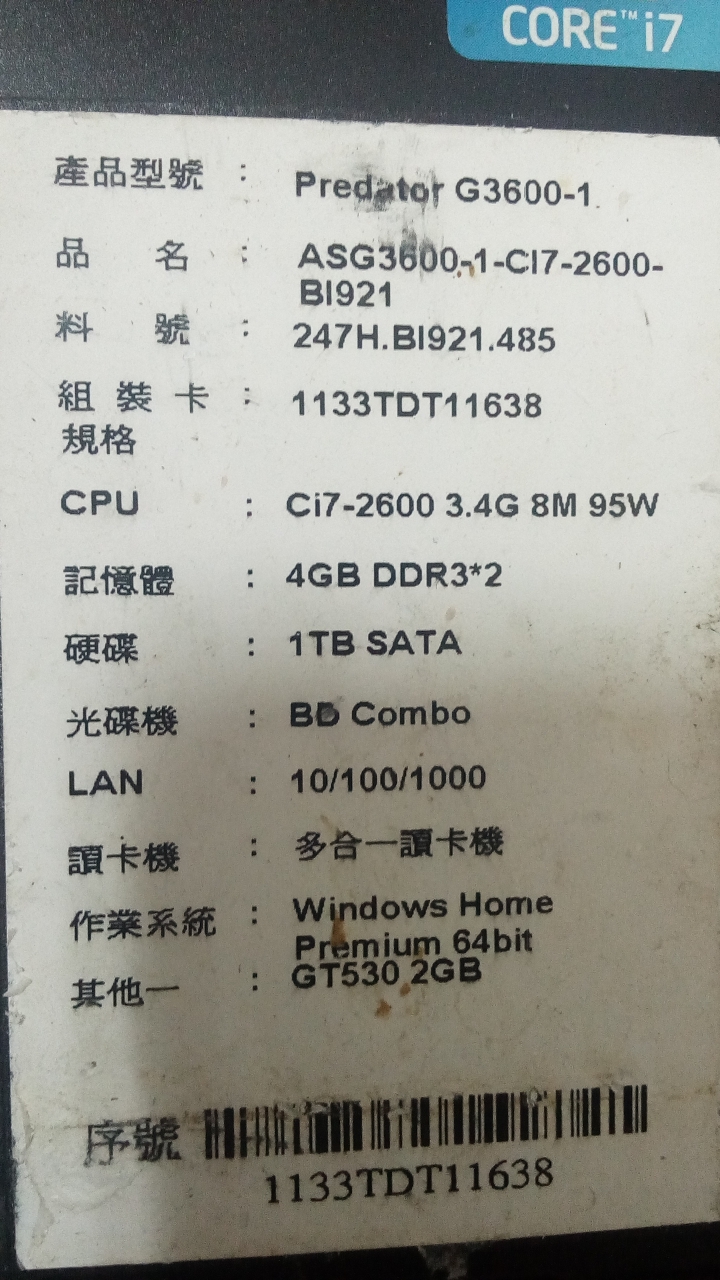 CORE™ i7
產品型號 : Predator G3600-1
品 名 : ASG3600-1-CI7-2600-
BI921
料 號 : 247H.BI921.485
組 裝 卡 : 1133TDT11638
規格
CPU : Ci7-2600 3.4G 8M 95W
記憶體 : 4GB DDR3*2
硬碟 : 1TB SATA
光碟機 : BD Combo
LAN : 10/100/1000
讀卡機 : 多合一讀卡機
作業系統 : Windows Home
Premium 64bit
其他一 : GT530 2GB
序號
1133TDT11638